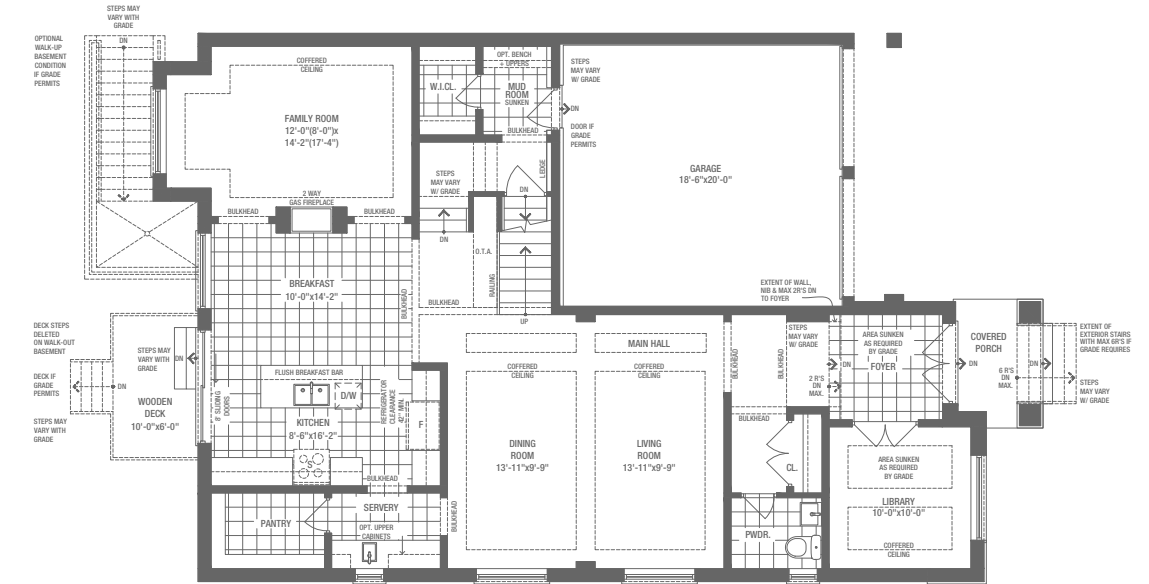 STEPS MAY
VARY WITH
GRADE
DN
OPTIONAL
WALK-UP
BASEMENT
CONDITION
IF GRADE
PERMITS
COFFERED
CEILING
FAMILY ROOM
12'-0"(8'-0")x
14'-2"(17'-4")
2 WAY
GAS FIREPLACE
BULKHEAD
BULKHEAD
W.I.CL.
OPT. BENCH
+ UPPERS
MUD
ROOM
SUNKEN
BULKHEAD
STEPS
MAY VARY
W/ GRADE
DN
DOOR IF
GRADE
PERMITS
GARAGE
18'-6"x20'-0"
STEPS
MAY VARY
W/ GRADE
LEDGE
DN
DN
O.T.A.
RAILING
UP
BULKHEAD
BREAKFAST
10'-0"x14'-2"
BULKHEAD
EXTENT OF WALL,
NIB & MAX 2R'S DN
TO FOYER
DECK STEPS
DELETED
ON WALK-OUT
BASEMENT
DECK IF
GRADE
PERMITS
STEPS MAY
VARY WITH
GRADE
STEPS MAY
VARY WITH
GRADE
DN
DN
WOODEN
DECK
10'-0"x6'-0"
8' SLIDING
DOORS
FLUSH BREAKFAST BAR
D/W
REFRIGERATOR
CLEARANCE
42" MIN.
F
KITCHEN
8'-6"x16'-2"
S
BULKHEAD
MAIN HALL
COFFERED
CEILING
COFFERED
CEILING
DINING
ROOM
13'-11"x9'-9"
LIVING
ROOM
13'-11"x9'-9"
BULKHEAD
BULKHEAD
STEPS
MAY VARY
W/ GRADE
DN
2 R'S
DN
MAX.
AREA SUNKEN
AS REQUIRED
BY GRADE
FOYER
DN
COVERED
PORCH
6 R'S
DN
MAX.
DN
EXTENT OF
EXTERIOR STAIRS
WITH MAX 6R'S IF
GRADE REQUIRES
STEPS
MAY VARY
W/ GRADE
BULKHEAD
CL.
AREA SUNKEN
AS REQUIRED
BY GRADE
LIBRARY
10'-0"x10'-0"
COFFERED
CEILING
PWDR.
PANTRY
SERVERY
OPT. UPPER
CABINETS
BULKHEAD